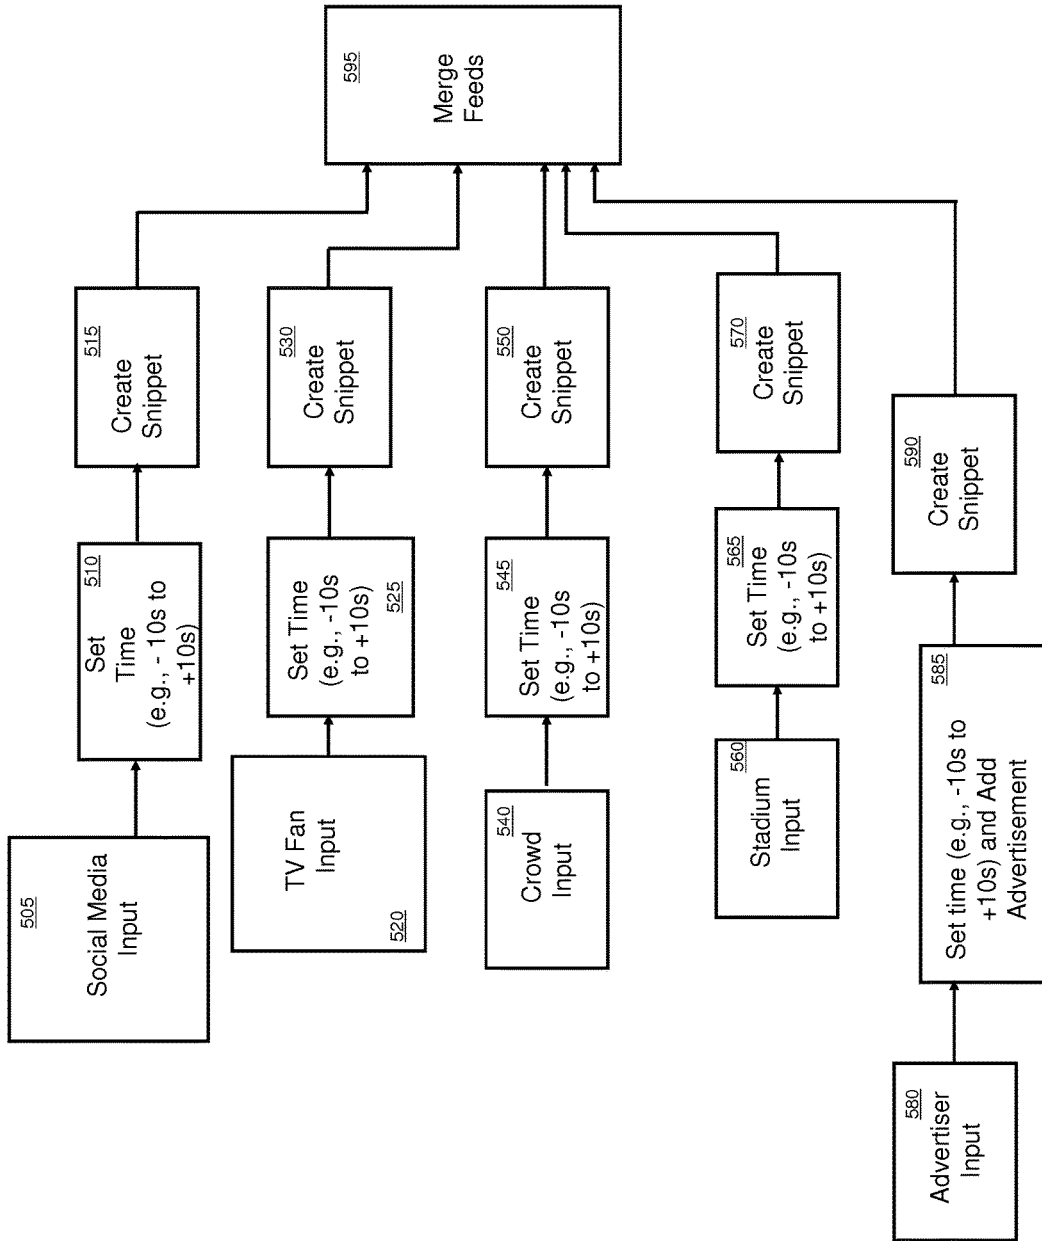 505
Social Media
Input
510
Set
Time
(e.g., - 10s to
+10s)
515
Create
Snippet
TV Fan
Input
520
Set Time
(e.g., -10s
to +10s)
525
530
Create
Snippet
540
Crowd
Input
545
Set Time
(e.g., -10s
to +10s)
550
Create
Snippet
560
Stadium
Input
565
Set Time
(e.g., -10s
to +10s)
570
Create
Snippet
580
Advertiser
Input
585
Set time (e.g., -10s to
+10s) and Add
Advertisement
590
Create
Snippet
595
Merge
Feeds